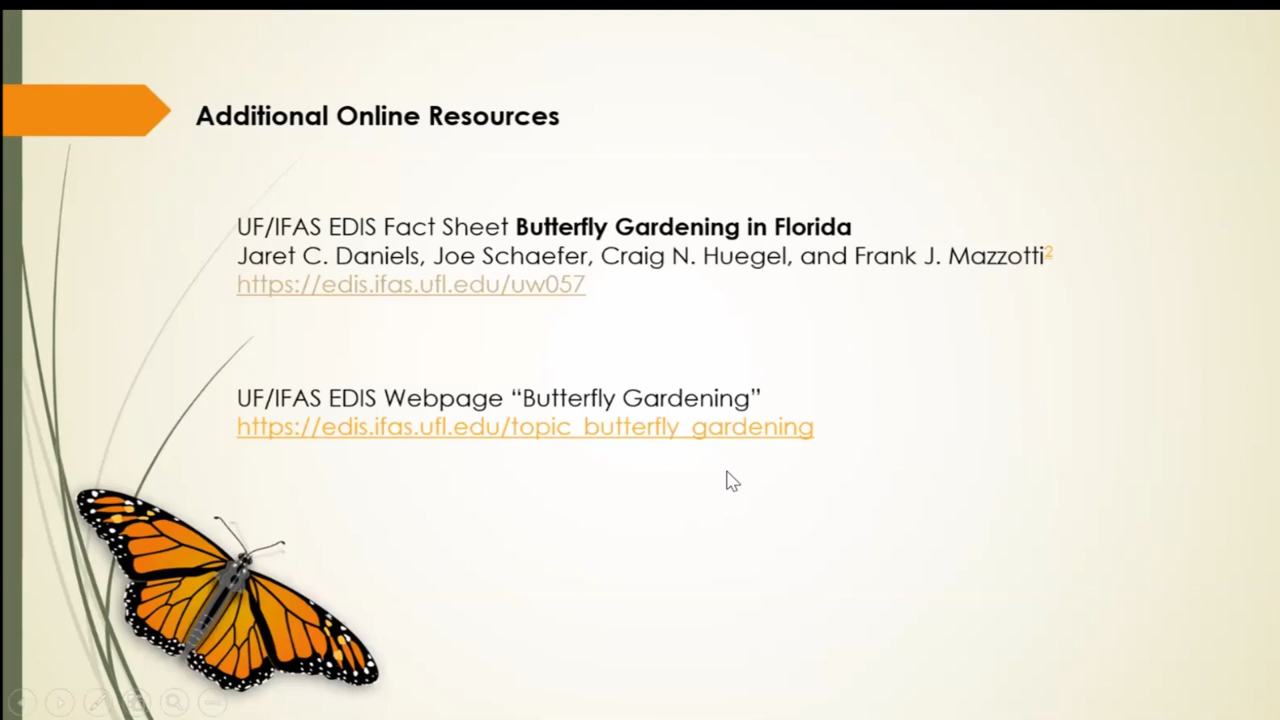 Additional Online Resources
UF/IFAS EDIS Fact Sheet Butterfly Gardening in Florida
Jaret C. Daniels, Joe Schaefer, Craig N. Huegel, and Frank J. Mazzotti2
https://edis.ifas.ufl.edu/uw057
UF/IFAS EDIS Webpage “Butterfly Gardening”
https://edis.ifas.ufl.edu/topic_butterfly_gardening